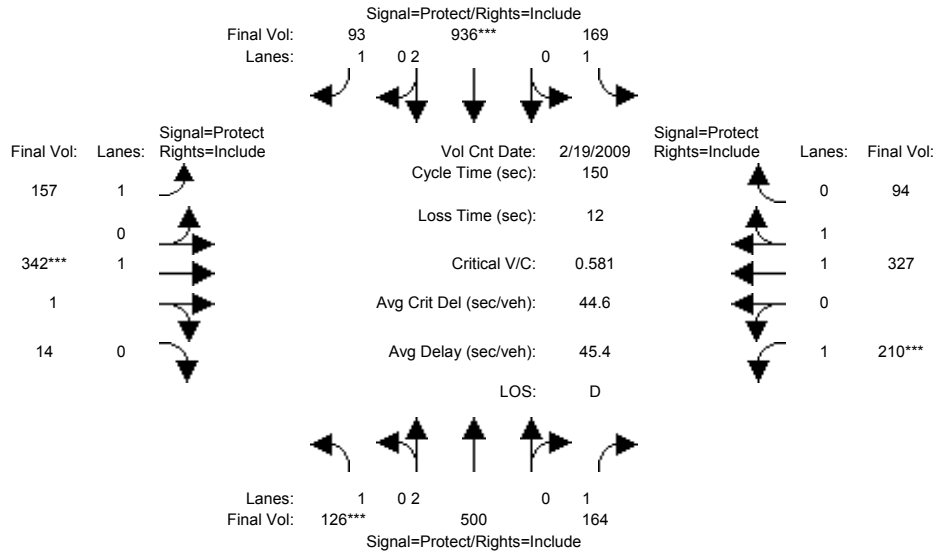 Signal=Protect/Rights=Include
Final Vol: 93 936*** 169
Lanes: 1 0 2 0 1
Signal=Protect Signal=Protect
Final Vol: Lanes: Rights=Include Vol Cnt Date: 2/19/2009 Rights=Include Lanes: Final Vol:
Cycle Time (sec): 150
157 1 0 94
Loss Time (sec): 12
0 1
342*** 1 Critical V/C: 0.581 1 327
1 Avg Crit Del (sec/veh): 44.6 0
14 0 Avg Delay (sec/veh): 45.4 1 210***
LOS: D
Lanes: 1 0 2 0 1
Final Vol: 126*** 500 164
Signal=Protect/Rights=Include